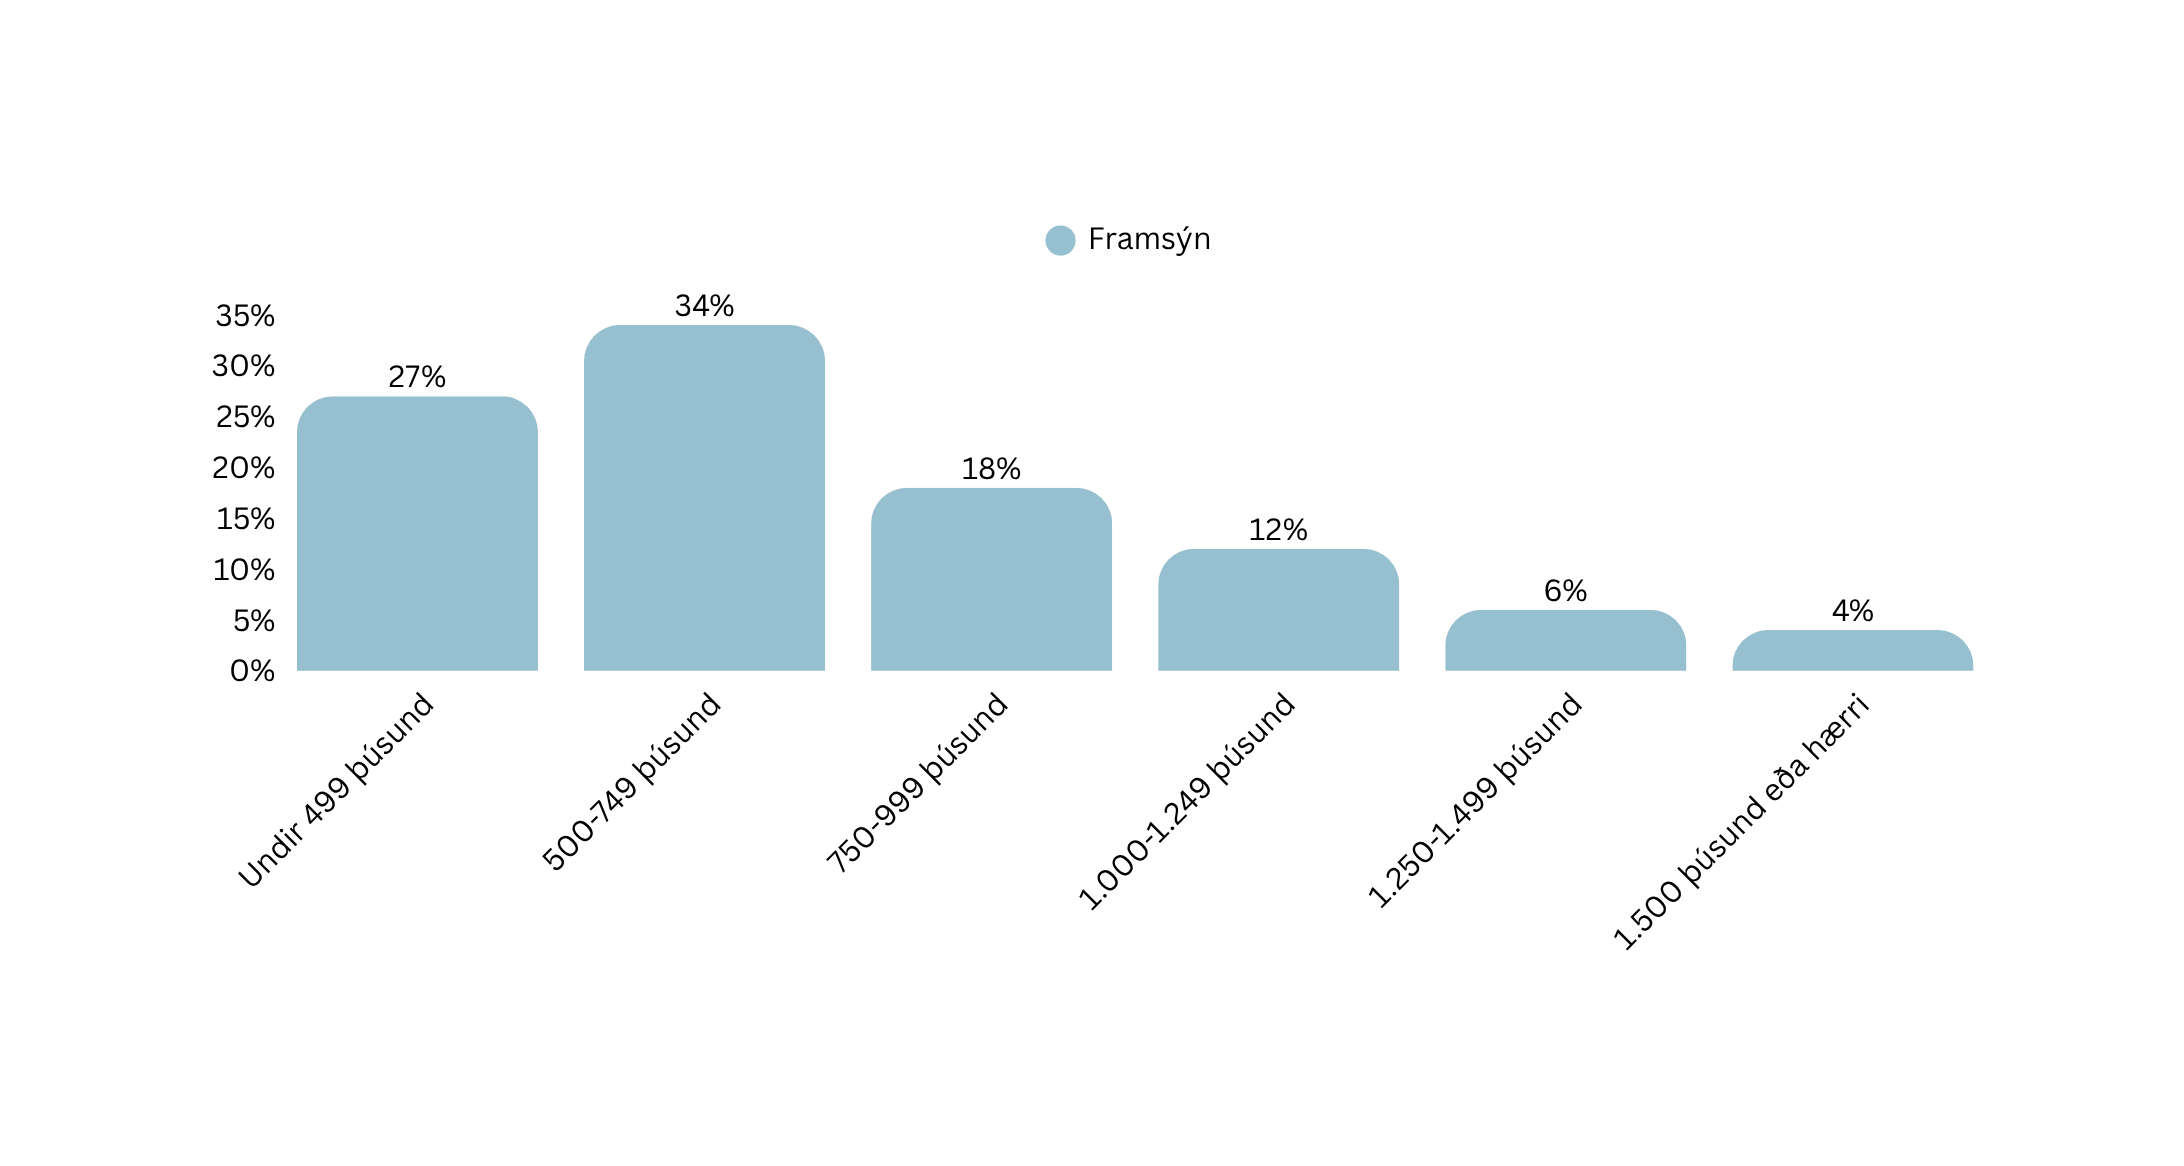 Framsýn
35%
30%
25%
20%
15%
10%
5%
0%
27%
34%
18%
12%
6%
4%
Undir 499 þúsund
500-749 þúsund
750-999 þúsund
1.000-1.249 þúsund
1.250-1.499 þúsund
1.500 þúsund eða hærri